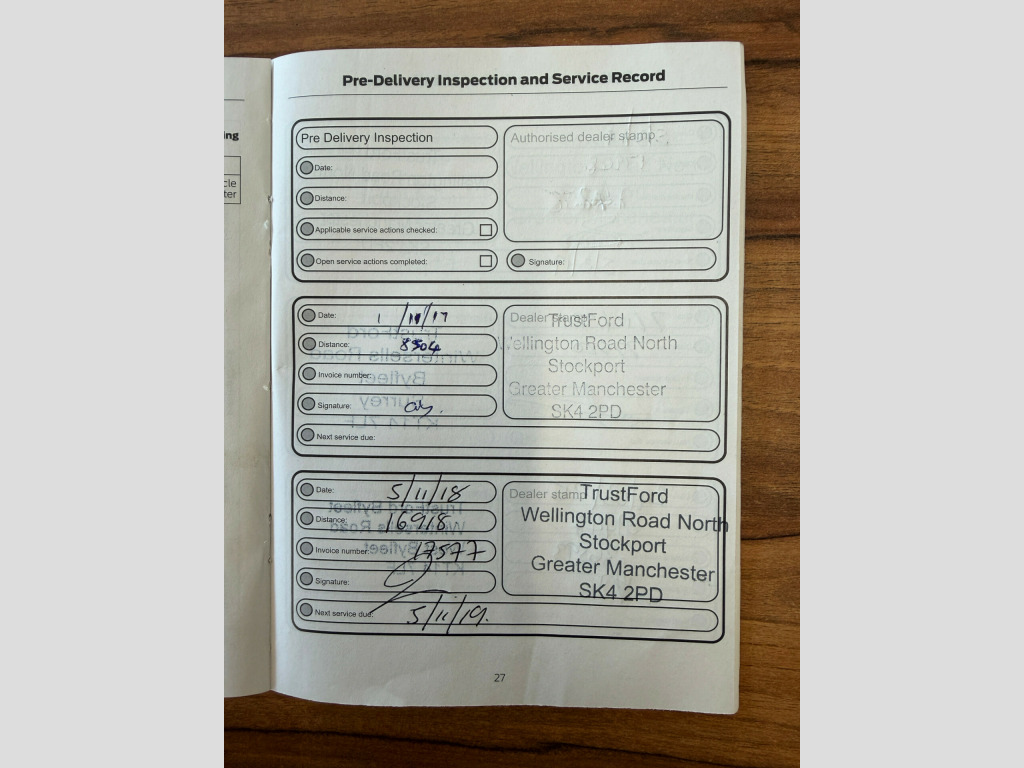 ng
cle
ter
Pre-Delivery Inspection and Service Record
Pre Delivery Inspection
Authorised dealer stamp
Date:
Distance:
Applicable service actions checked:
Open service actions completed:
Signature:
Date: 1/11/17
Distance: 8504
Invoice number:
Signature:
Next service due:
Dealer stamp
TrustFord
Wellington Road North
Stockport
Greater Manchester
SK4 2PD
Date: 5/11/18
Distance: 16918
Invoice number: 17577
Signature:
Next service due: 5/11/19.
Dealer stamp
TrustFord
Wellington Road North
Stockport
Greater Manchester
SK4 2PD
27